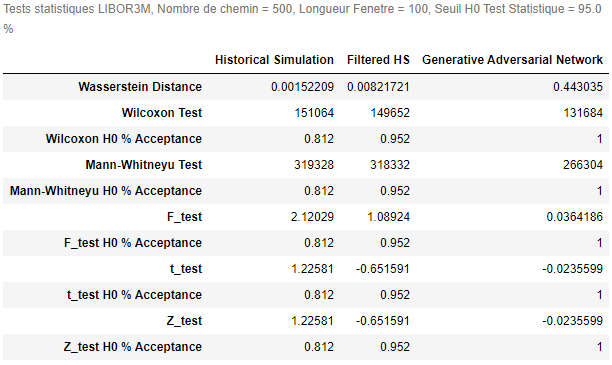 Tests statistiques LIBOR3M, Nombre de chemin = 500, Longueur Fenetre = 100, Seuil H0 Test Statistique = 95.0
%
Historical Simulation Filtered HS Generative Adversarial Network
Wasserstein Distance 0.00152209 0.00821721 0.443035
Wilcoxon Test 151064 149652 131684
Wilcoxon H0 % Acceptance 0.812 0.952 1
Mann-Whitneyu Test 319328 318332 266304
Mann-Whitneyu H0 % Acceptance 0.812 0.952 1
F_test 2.12029 1.08924 0.0364186
F_test H0 % Acceptance 0.812 0.952 1
t_test 1.22581 -0.651591 -0.0235599
t_test H0 % Acceptance 0.812 0.952 1
Z_test 1.22581 -0.651591 -0.0235599
Z_test H0 % Acceptance 0.812 0.952 1